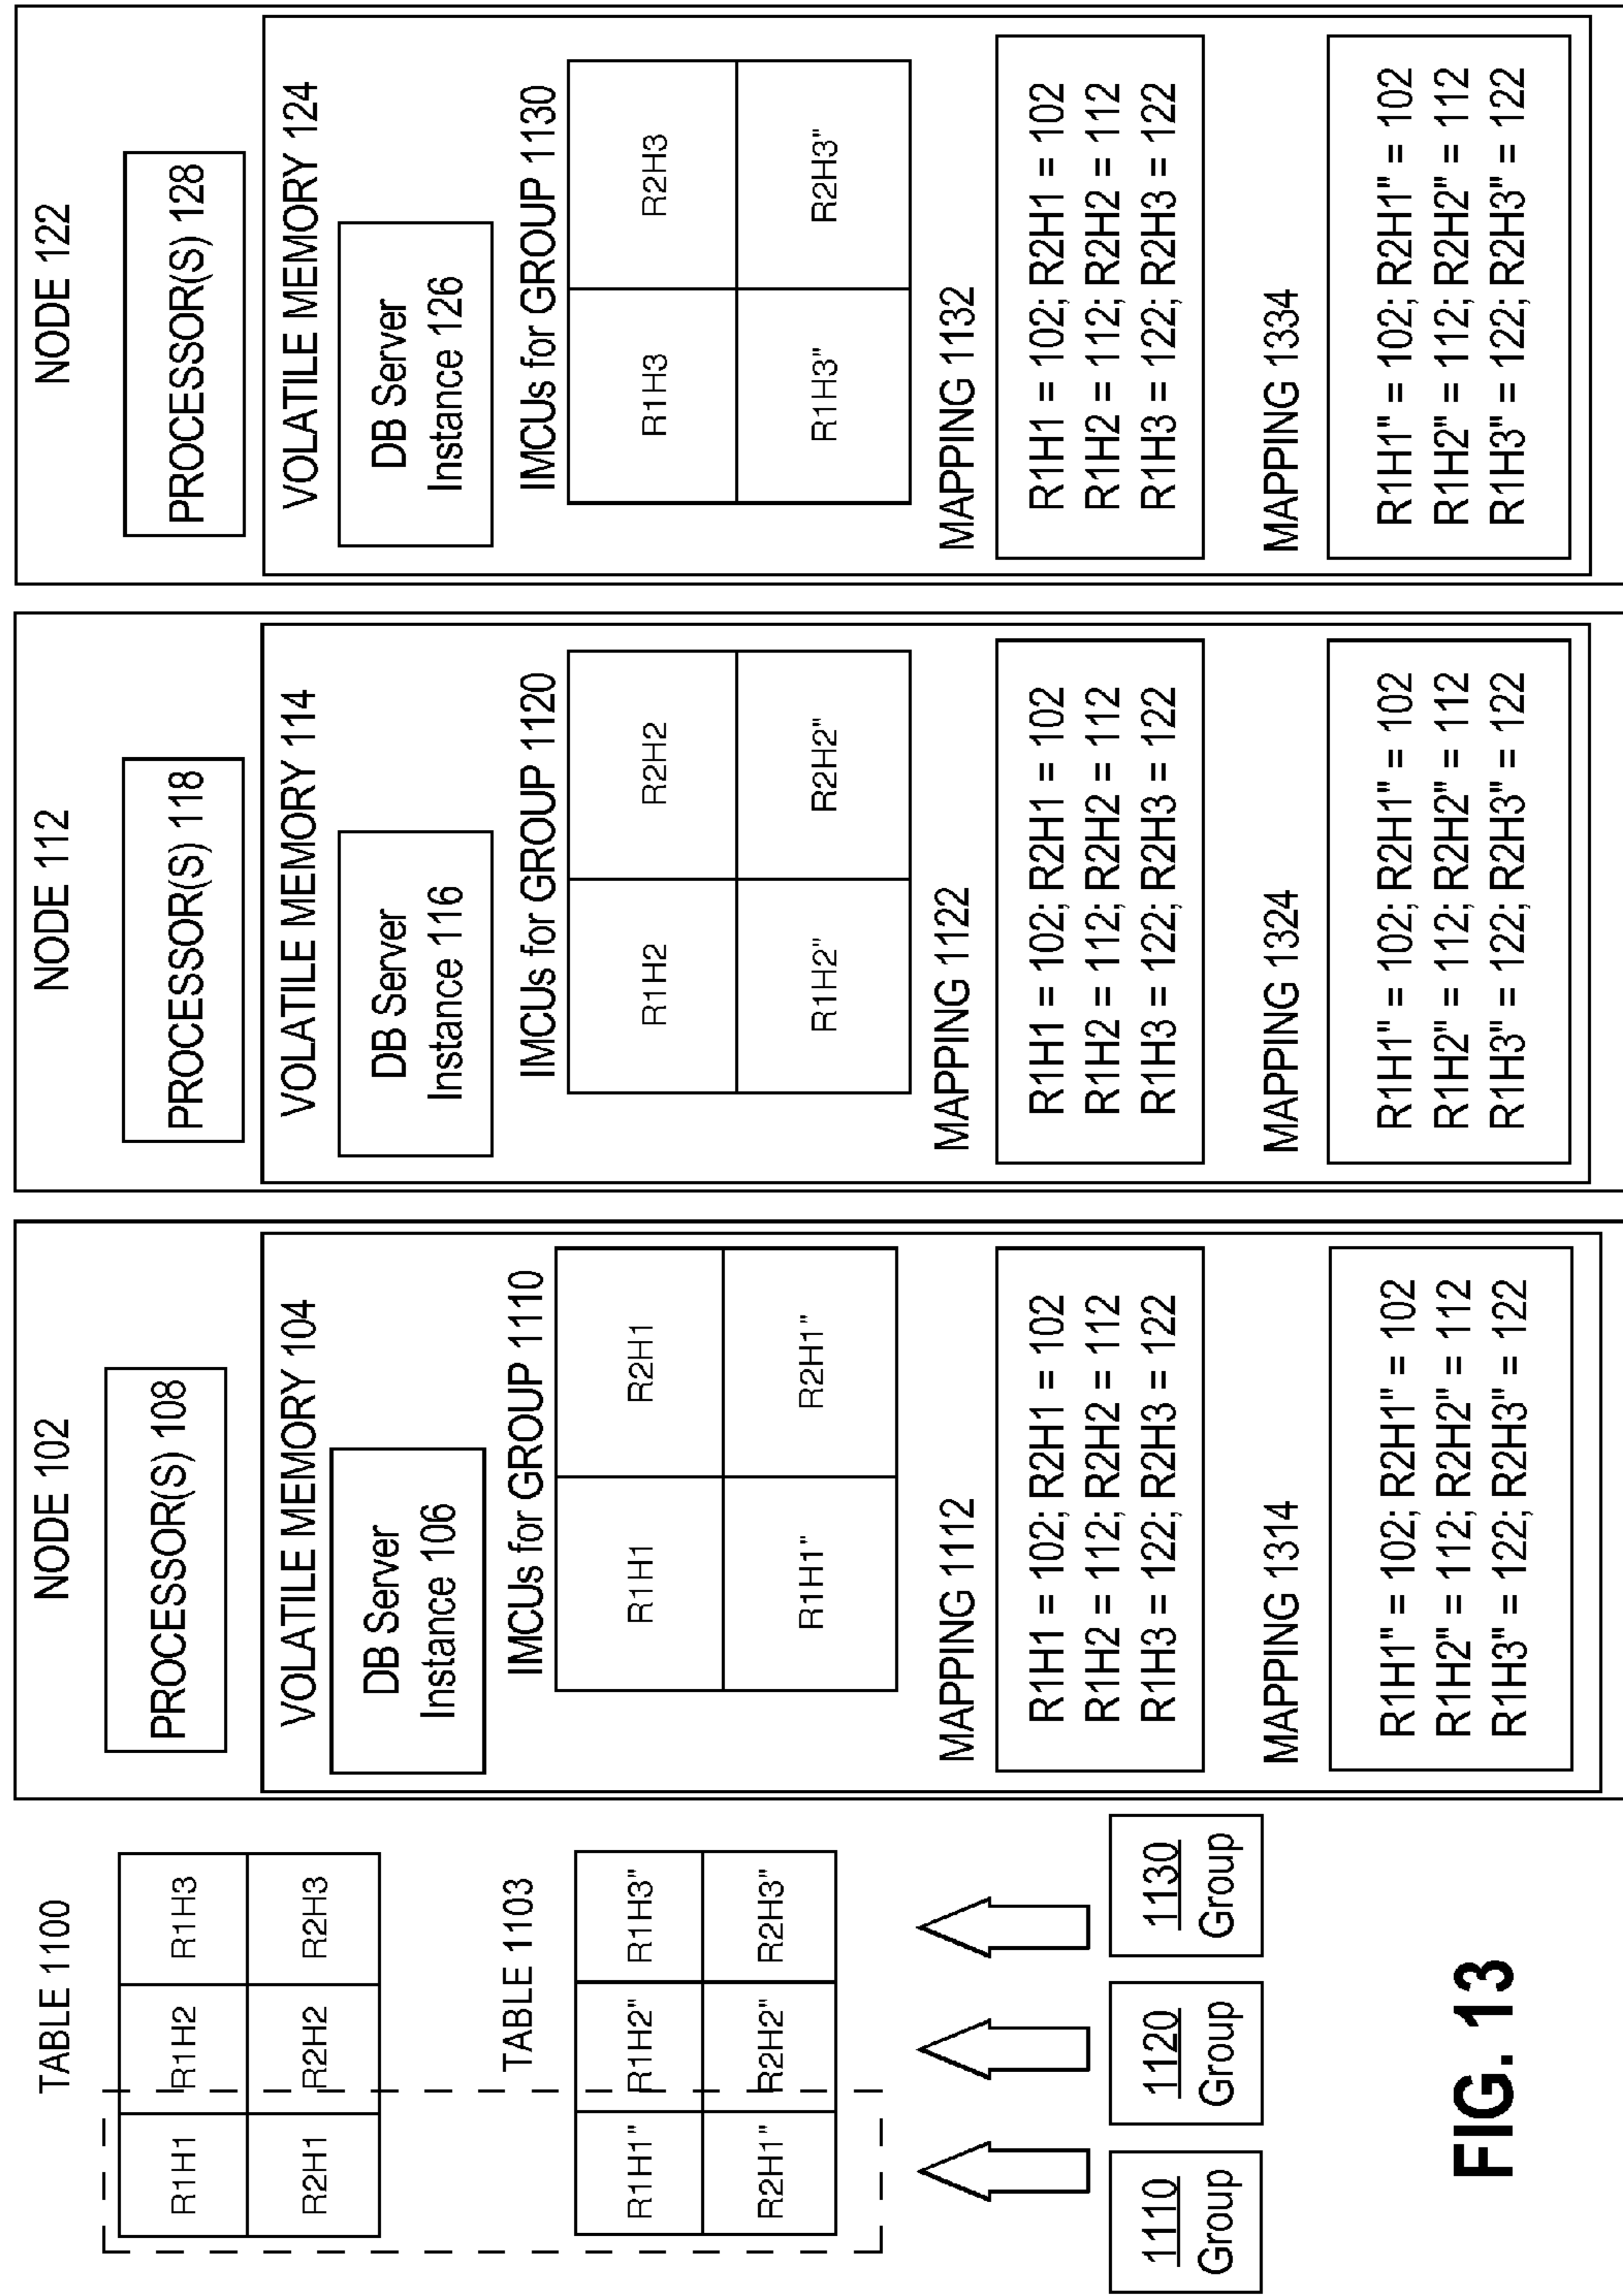 TABLE 1100
R1H1 R1H2 R1H3
R2H1 R2H2 R2H3
TABLE 1103
R1H1" R1H2" R1H3"
R2H1" R2H2" R2H3"
1110 1120 1130
Group Group Group
FIG. 13
NODE 102
PROCESSOR(S) 108
VOLATILE MEMORY 104
DB Server
Instance 106
IMCUs for GROUP 1110
R1H1 R2H1
R1H1" R2H1"
MAPPING 1112
R1H1 = 102; R2H1 = 102
R1H2 = 112; R2H2 = 112
R1H3 = 122; R2H3 = 122
MAPPING 1314
R1H1" = 102; R2H1" = 102
R1H2" = 112; R2H2" = 112
R1H3" = 122; R2H3" = 122
NODE 112
PROCESSOR(S) 118
VOLATILE MEMORY 114
DB Server
Instance 116
IMCUs for GROUP 1120
R1H2 R2H2
R1H2" R2H2"
MAPPING 1122
R1H1 = 102; R2H1 = 102
R1H2 = 112; R2H2 = 112
R1H3 = 122; R2H3 = 122
MAPPING 1324
R1H1" = 102; R2H1" = 102
R1H2" = 112; R2H2" = 112
R1H3" = 122; R2H3" = 122
NODE 122
PROCESSOR(S) 128
VOLATILE MEMORY 124
DB Server
Instance 126
IMCUs for GROUP 1130
R1H3 R2H3
R1H3" R2H3"
MAPPING 1132
R1H1 = 102; R2H1 = 102
R1H2 = 112; R2H2 = 112
R1H3 = 122; R2H3 = 122
MAPPING 1334
R1H1" = 102; R2H1" = 102
R1H2" = 112; R2H2" = 112
R1H3" = 122; R2H3" = 122